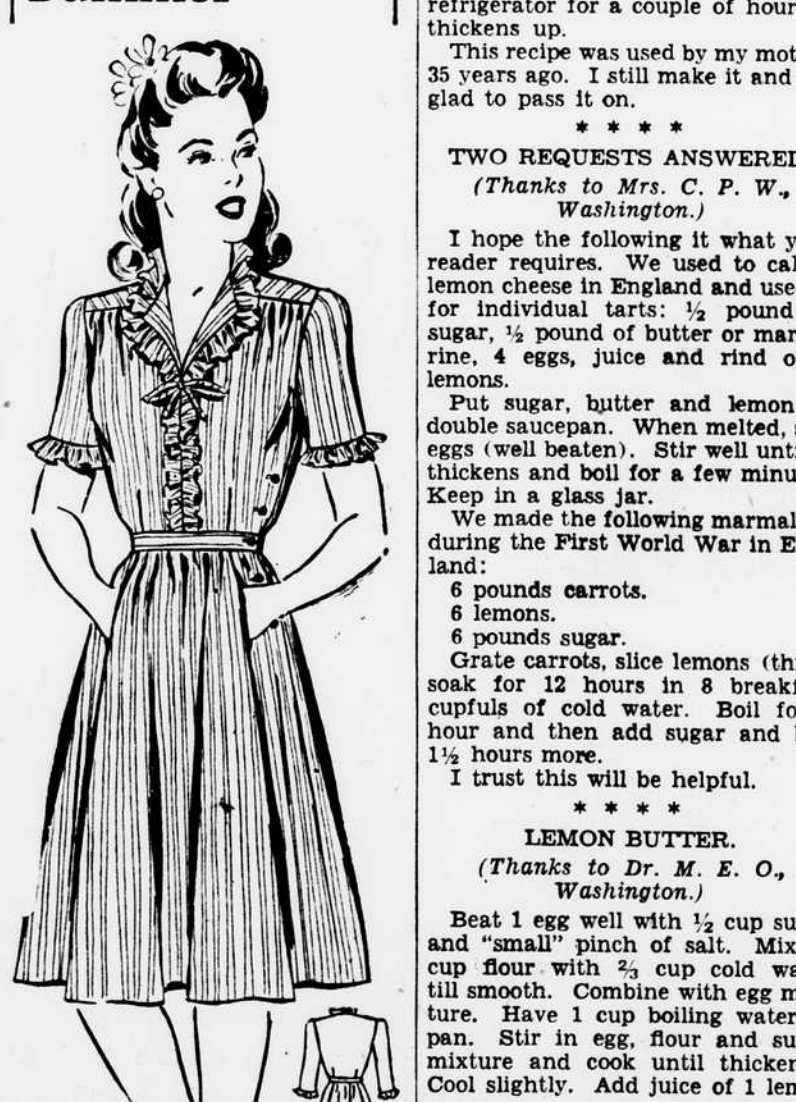 refrigerator for a couple of hour
thickens up.
This recipe was used by my mot
35 years ago. I still make it and
glad to pass it on.
* * * *
TWO REQUESTS ANSWERED
(Thanks to Mrs. C. P. W.,
Washington.)
I hope the following it what y
reader requires. We used to cal
lemon cheese in England and use
for individual tarts: ½ pound
sugar, ½ pound of butter or mar
rine, 4 eggs, juice and rind o
lemons.
Put sugar, butter and lemon
double saucepan. When melted,
eggs (well beaten). Stir well unt
thickens and boil for a few minu
Keep in a glass jar.
We made the following marmal
during the First World War in E
land:
6 pounds carrots.
6 lemons.
6 pounds sugar.
Grate carrots, slice lemons (th
soak for 12 hours in 8 breakf
cupfuls of cold water. Boil fo
hour and then add sugar and
1½ hours more.
I trust this will be helpful.
* * * *
LEMON BUTTER.
(Thanks to Dr. M. E. O.,
Washington.)
Beat 1 egg well with ½ cup su
and “small” pinch of salt. Mix
cup flour with ⅔ cup cold wa
till smooth. Combine with egg m
ture. Have 1 cup boiling water
pan. Stir in egg, flour and su
mixture and cook until thicken
Cool slightly. Add juice of 1 lem